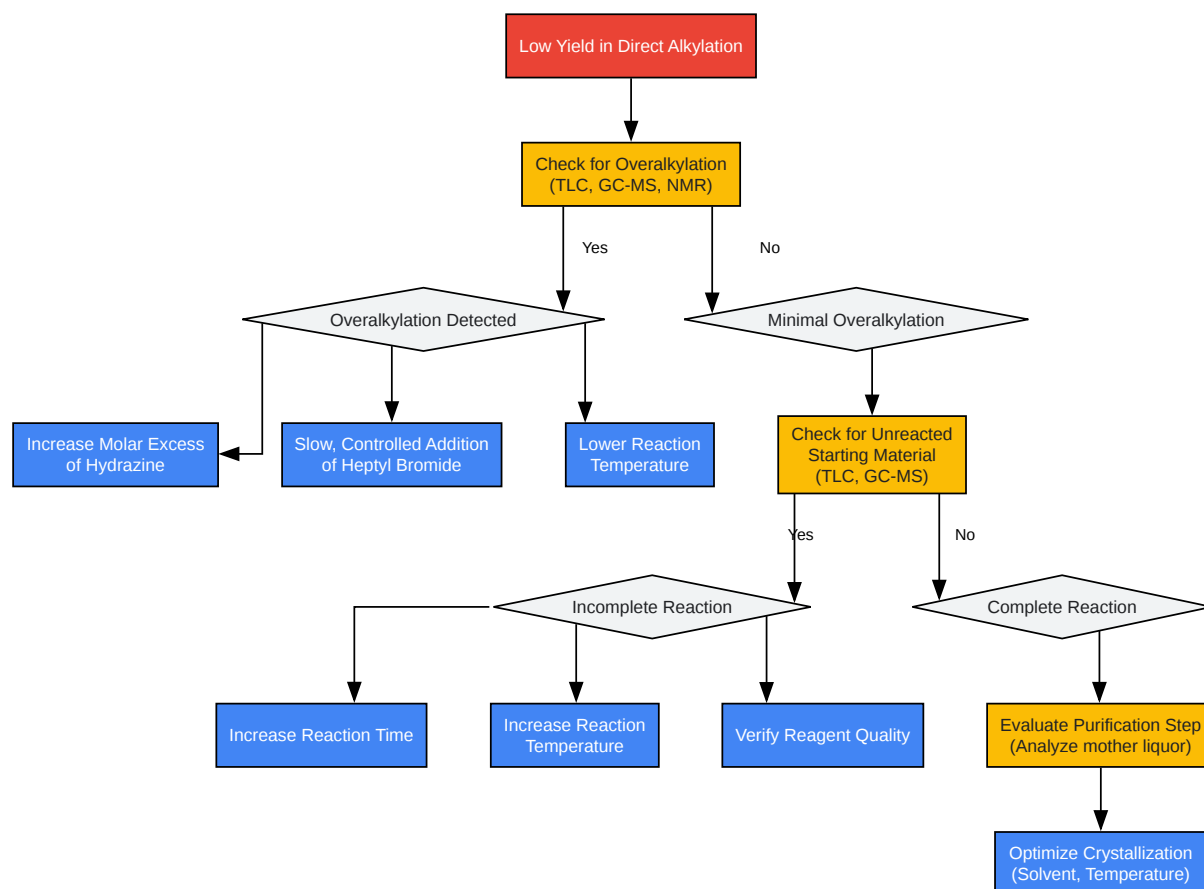 Low Yield in Direct Alkylation
Check for Overalkylation
(TLC, GC-MS, NMR)
Yes
No
Overalkylation Detected
Minimal Overalkylation
Increase Molar Excess
of Hydrazine
Slow, Controlled Addition
of Heptyl Bromide
Lower Reaction
Temperature
Check for Unreacted
Starting Material
(TLC, GC-MS)
Yes
No
Incomplete Reaction
Complete Reaction
Increase Reaction Time
Increase Reaction
Temperature
Verify Reagent Quality
Evaluate Purification Step
(Analyze mother liquor)
Optimize Crystallization
(Solvent, Temperature)